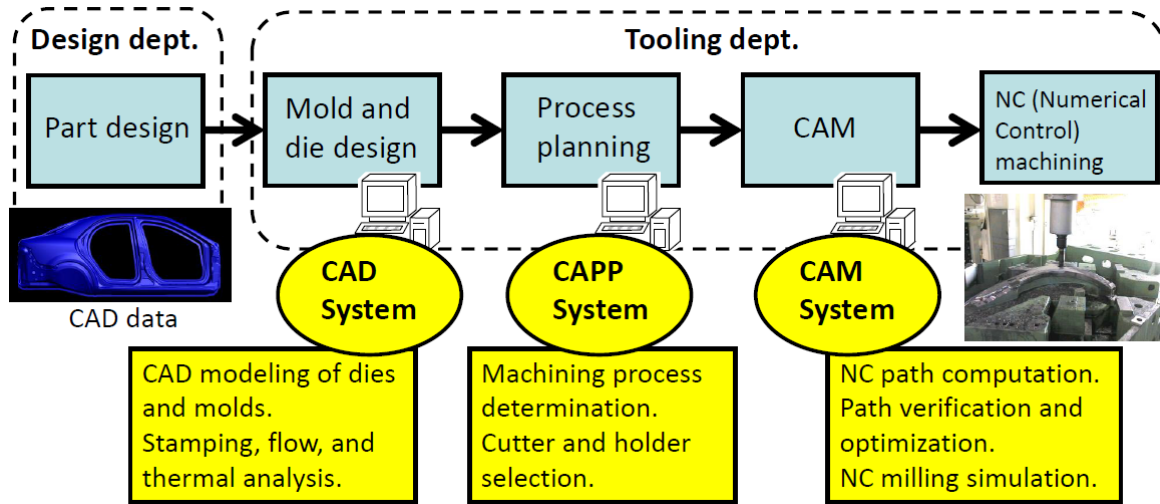 Design dept.
Tooling dept.
Part design
Mold and
die design
Process
planning
CAM
NC (Numerical
Control)
machining
CAD data
CAD
System
CAPP
System
CAM
System
CAD modeling of dies
and molds.
Stamping, flow, and
thermal analysis.
Machining process
determination.
Cutter and holder
selection.
NC path computation.
Path verification and
optimization.
NC milling simulation.